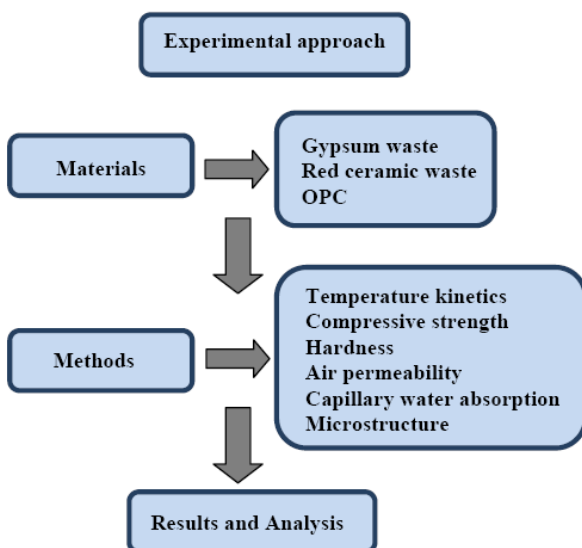 Experimental approach
Materials
Gypsum waste
Red ceramic waste
OPC
Methods
Temperature kinetics
Compressive strength
Hardness
Air permeability
Capillary water absorption
Microstructure
Results and Analysis